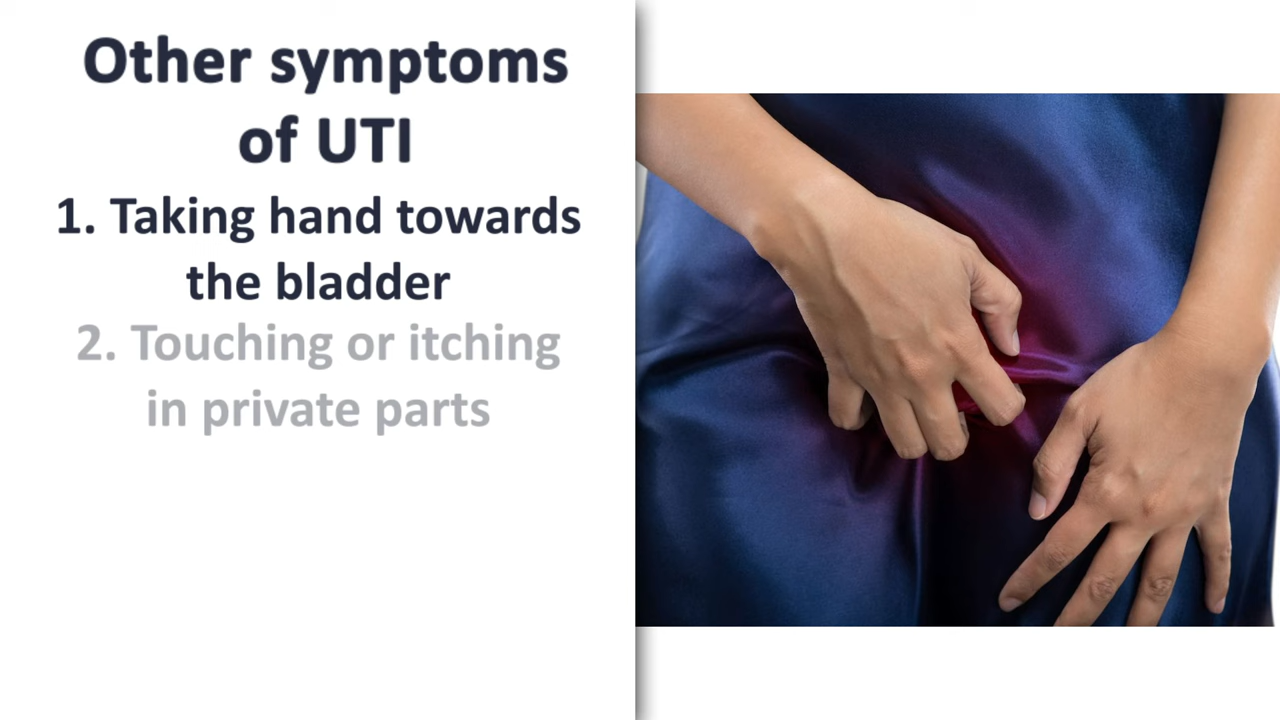 Other symptoms
of UTI
1. Taking hand towards
the bladder
2. Touching or itching
in private parts